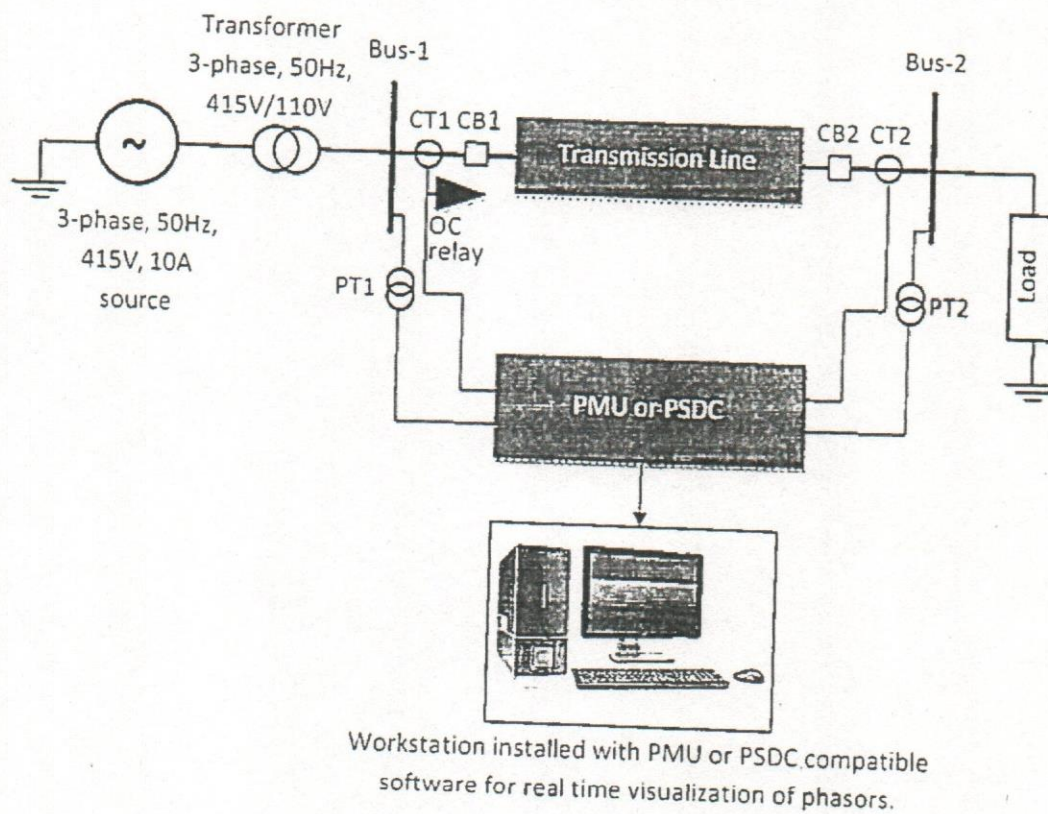 Transformer
3-phase, 50Hz,
415V/110V
Bus-1
Bus-2
CT1 CB1
Transmission Line
CB2 CT2
~
OC
relay
3-phase, 50Hz,
415V, 10A
source
PT1
PT2
Load
PMU or PSDC
Workstation installed with PMU or PSDC compatible
software for real time visualization of phasors.